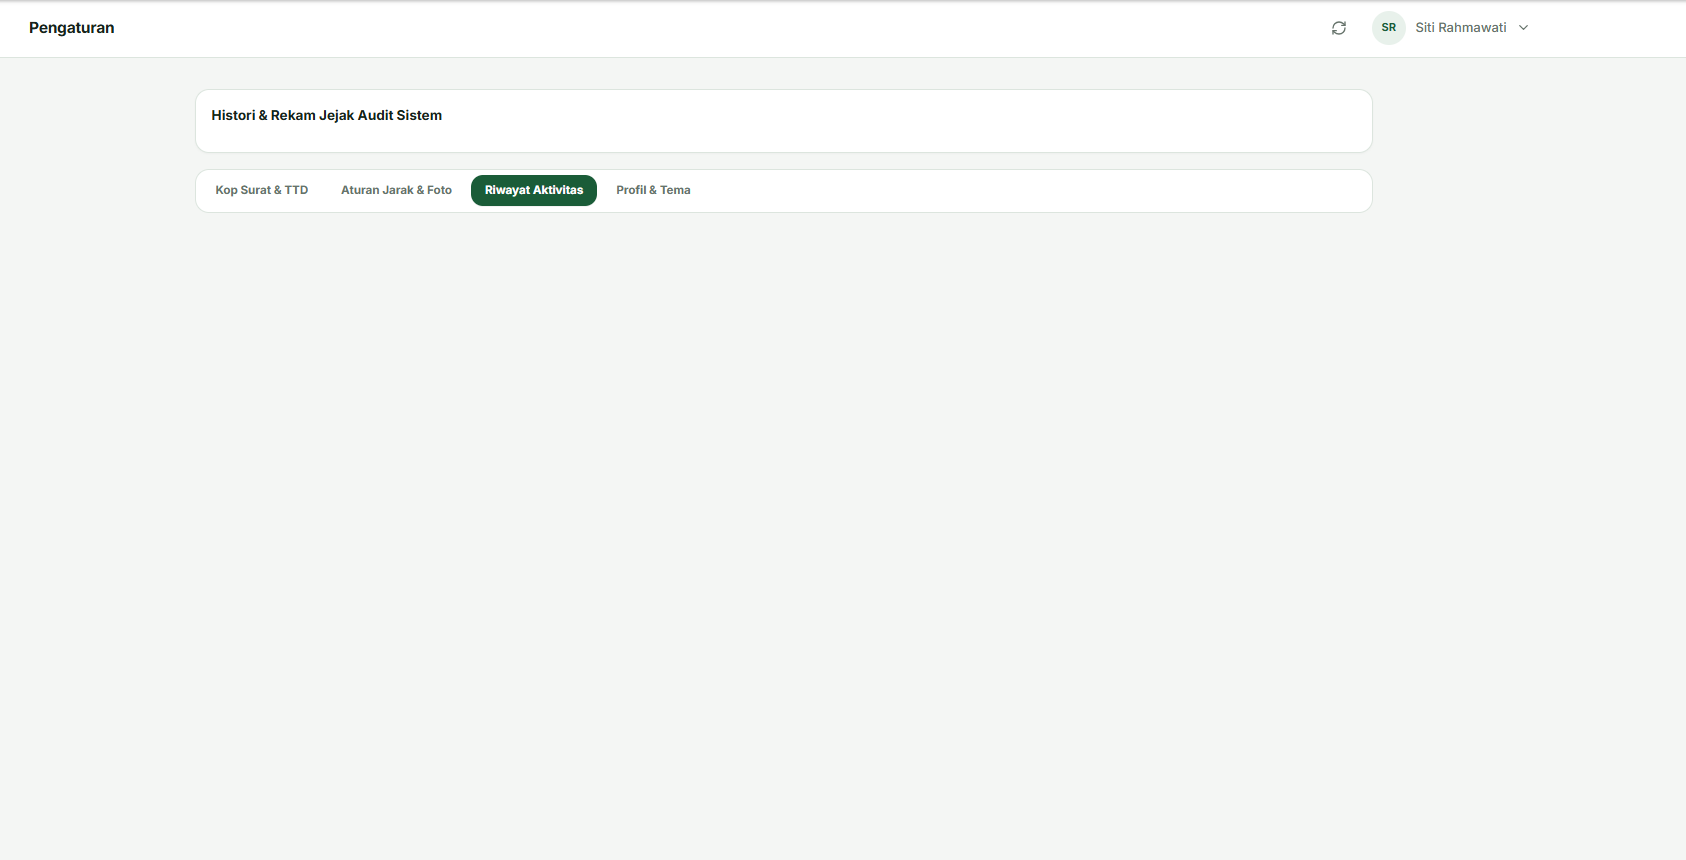 Pengaturan
SR Siti Rahmawati
Histori & Rekam Jejak Audit Sistem
Kop Surat & TTD Aturan Jarak & Foto Riwayat Aktivitas Profil & Tema